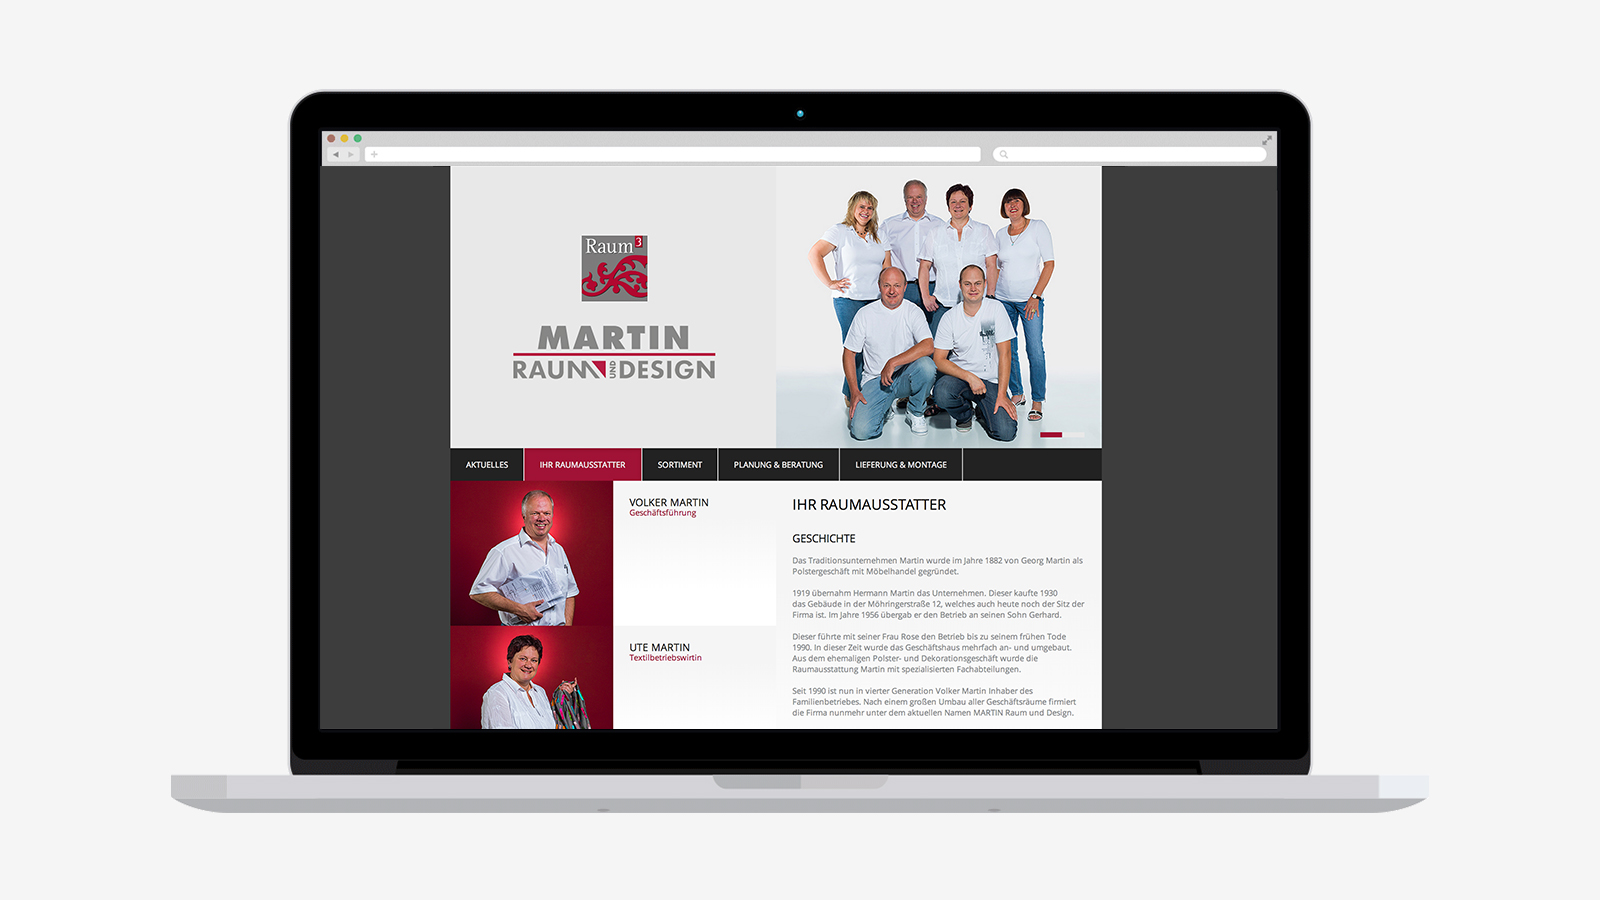 Raum³
MARTIN
RAUM UND DESIGN
AKTUELLES
IHR RAUMAUSSTATTER
SORTIMENT
PLANUNG & BERATUNG
LIEFERUNG & MONTAGE
VOLKER MARTIN
Geschäftsführung
UTE MARTIN
Textilbetriebswirtin
IHR RAUMAUSSTATTER
GESCHICHTE
Das Traditionsunternehmen Martin wurde im Jahre 1882 von Georg Martin als
Polstergeschäft mit Möbelhandel gegründet.
1919 übernahm Hermann Martin das Unternehmen. Dieser kaufte 1930
das Gebäude in der Möhringerstraße 12, welches auch heute noch der Sitz der
Firma ist. Im Jahre 1956 übergab er den Betrieb an seinen Sohn Gerhard.
Dieser führte mit seiner Frau Rose den Betrieb bis zu seinem frühen Tode
1990. In dieser Zeit wurde das Geschäftshaus mehrfach an- und umgebaut.
Aus dem ehemaligen Polster- und Dekorationsgeschäft wurde die
Raumausstattung Martin mit spezialisierten Fachabteilungen.
Seit 1990 ist nun in vierter Generation Volker Martin Inhaber des
Familienbetriebes. Nach einem großen Umbau aller Geschäftsräume firmiert
die Firma nunmehr unter dem aktuellen Namen MARTIN Raum und Design.